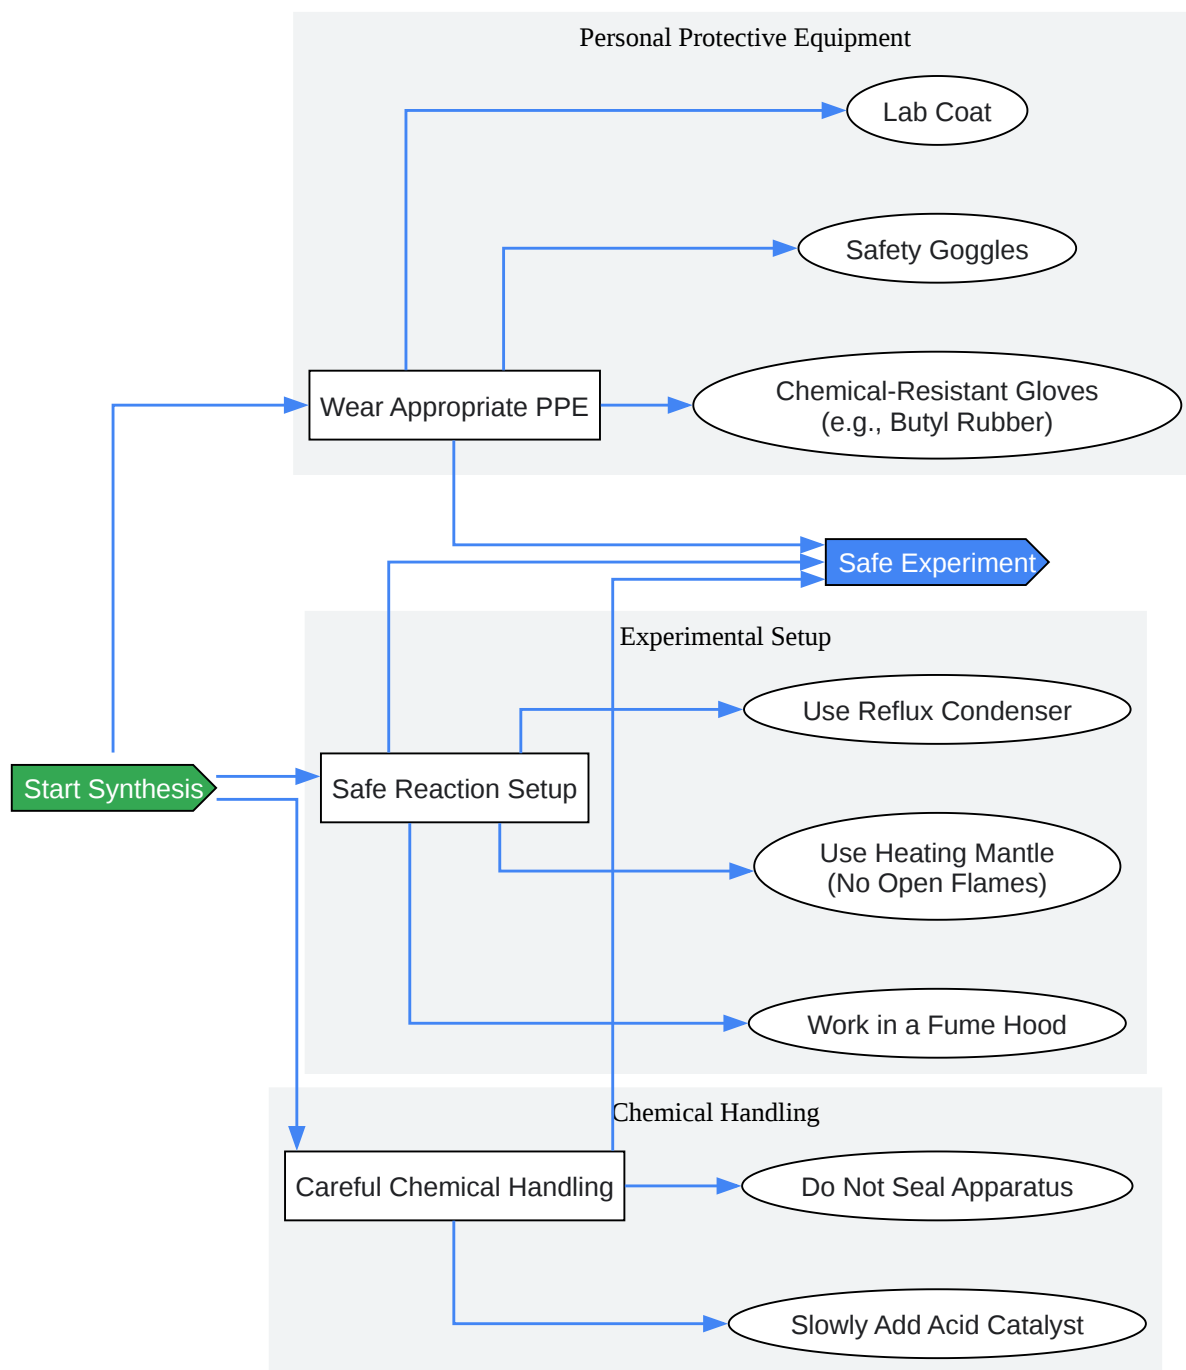 Personal Protective Equipment
Lab Coat
Safety Goggles
Wear Appropriate PPE
Chemical-Resistant Gloves
(e.g., Butyl Rubber)
Safe Experiment
Experimental Setup
Use Reflux Condenser
Start Synthesis
Safe Reaction Setup
Use Heating Mantle
(No Open Flames)
Work in a Fume Hood
Chemical Handling
Careful Chemical Handling
Do Not Seal Apparatus
Slowly Add Acid Catalyst